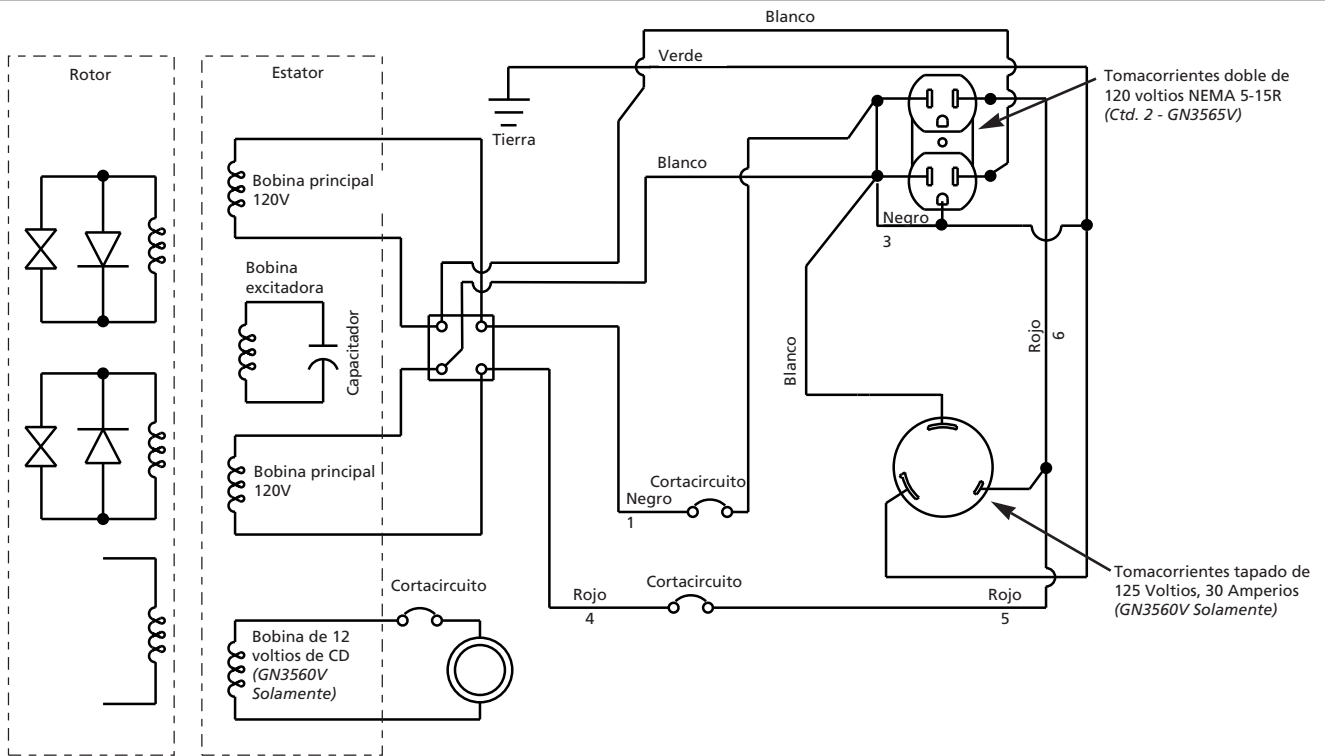 Blanco
Verde
Rotor
Estator
Tomacorrientes doble de
120 voltios NEMA 5-15R
(Ctd. 2 - GN3565V)
Tierra
Bobina principal
120V
Blanco
Negro
3
Bobina
excitadora
Capacitador
Blanco
Rojo
6
Bobina principal
120V
Cortacircuito
Negro
1
Cortacircuito
Cortacircuito
Rojo
4
Rojo
5
Tomacorrientes tapado de
125 Voltios, 30 Amperios
(GN3560V Solamente)
Bobina de 12
voltios de CD
(GN3560V
Solamente)